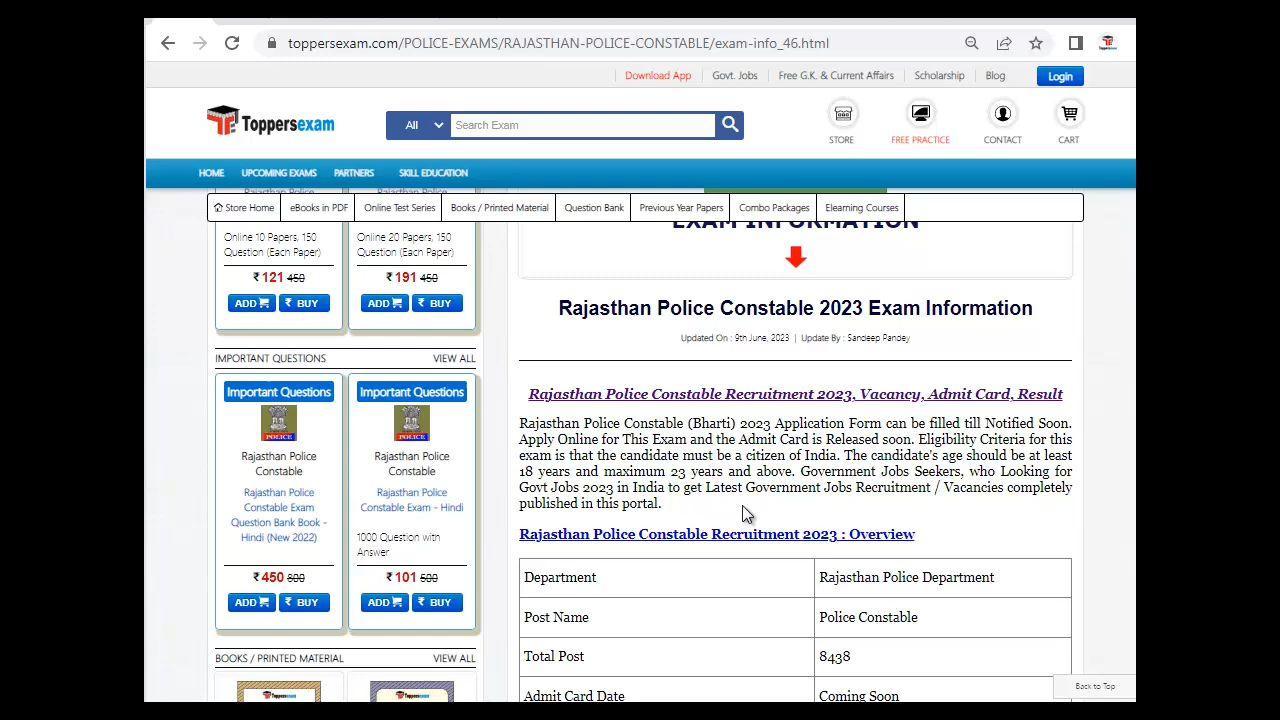 toppersexam.com/POLICE-EXAMS/RAJASTHAN-POLICE-CONSTABLE/exam-info_46.html
Download App Govt. Jobs Free G.K. & Current Affairs Scholarship Blog Login
Toppersexam
All Search Exam
STORE FREE PRACTICE CONTACT CART
HOME UPCOMING EXAMS PARTNERS SKILL EDUCATION
Store Home eBooks in PDF Online Test Series Books / Printed Material Question Bank Previous Year Papers Combo Packages Elearning Courses
Online 10 Papers, 150
Question (Each Paper)
₹ 121 450
ADD ₹ BUY
Online 20 Papers, 150
Question (Each Paper)
₹ 191 450
ADD ₹ BUY
IMPORTANT QUESTIONS VIEW ALL
Important Questions
POLICE
Rajasthan Police
Constable
Rajasthan Police
Constable Exam
Question Bank Book -
Hindi (New 2022)
₹ 450 800
ADD ₹ BUY
Important Questions
POLICE
Rajasthan Police
Constable
Rajasthan Police
Constable Exam - Hindi
1000 Question with
Answer
₹ 101 500
ADD ₹ BUY
BOOKS / PRINTED MATERIAL VIEW ALL
Toppersexam
Toppersexam
EXAM INFORMATION
Rajasthan Police Constable 2023 Exam Information
Updated On : 9th June, 2023 | Update By : Sandeep Pandey
Rajasthan Police Constable Recruitment 2023, Vacancy, Admit Card, Result
Rajasthan Police Constable (Bharti) 2023 Application Form can be filled till Notified Soon.
Apply Online for This Exam and the Admit Card is Released soon. Eligibility Criteria for this
exam is that the candidate must be a citizen of India. The candidate's age should be at least
18 years and maximum 23 years and above. Government Jobs Seekers, who Looking for
Govt Jobs 2023 in India to get Latest Government Jobs Recruitment / Vacancies completely
published in this portal.
Rajasthan Police Constable Recruitment 2023 : Overview
Department Rajasthan Police Department
Post Name Police Constable
Total Post 8438
Admit Card Date Coming Soon
Back to Top